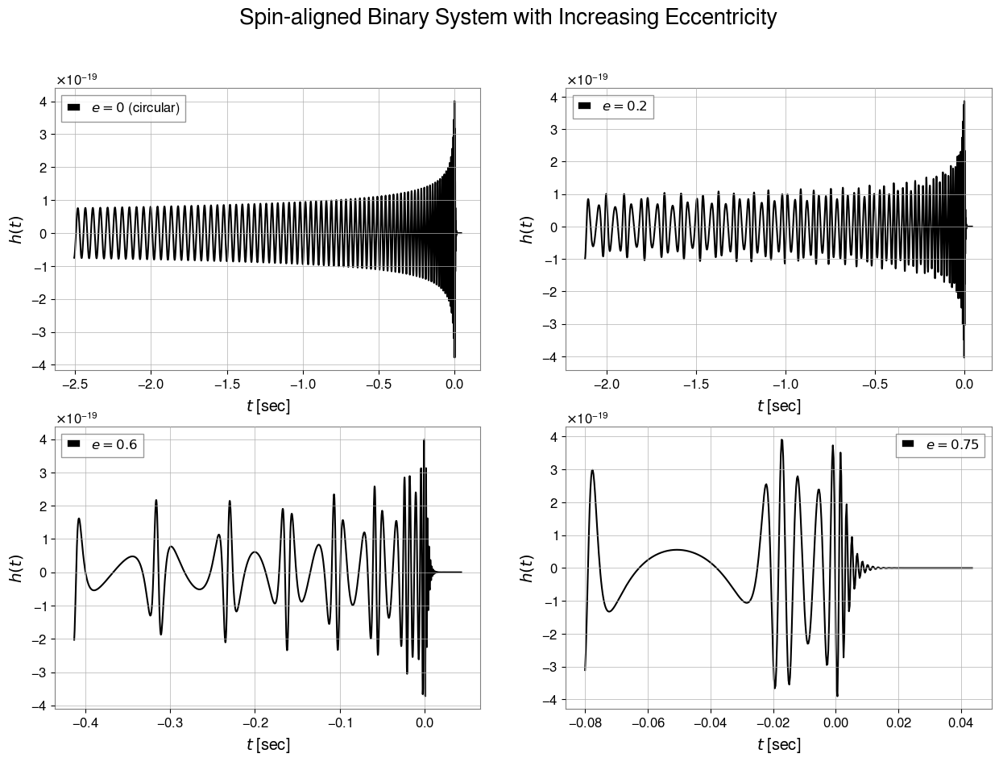 Spin-aligned Binary System with Increasing Eccentricity
×10⁻¹⁹
4
3
2
1
0
−1
−2
−3
−4
h(t)
e = 0 (circular)
−2.5 −2.0 −1.5 −1.0 −0.5 0.0
t [sec]
×10⁻¹⁹
4
3
2
1
0
−1
−2
−3
−4
h(t)
e = 0.2
−2.0 −1.5 −1.0 −0.5 0.0
t [sec]
×10⁻¹⁹
4
3
2
1
0
−1
−2
−3
−4
h(t)
e = 0.6
−0.4 −0.3 −0.2 −0.1 0.0
t [sec]
×10⁻¹⁹
4
3
2
1
0
−1
−2
−3
−4
h(t)
e = 0.75
−0.08 −0.06 −0.04 −0.02 0.00 0.02 0.04
t [sec]